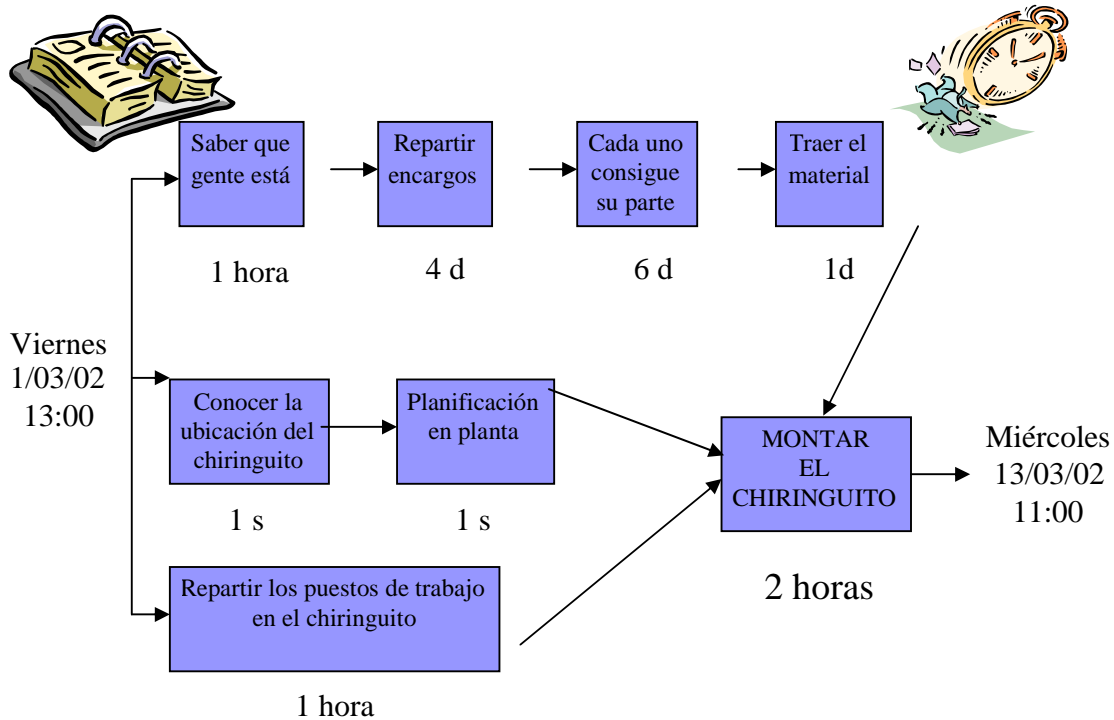 Saber que
gente está
Repartir
encargos
Cada uno
consigue
su parte
Traer el
material
1 hora
4 d
6 d
1d
Viernes
1/03/02
13:00
Conocer la
ubicación del
chiringuito
Planificación
en planta
1 s
1 s
MONTAR
EL
CHIRINGUITO
2 horas
Miércoles
13/03/02
11:00
Repartir los puestos de trabajo
en el chiringuito
1 hora